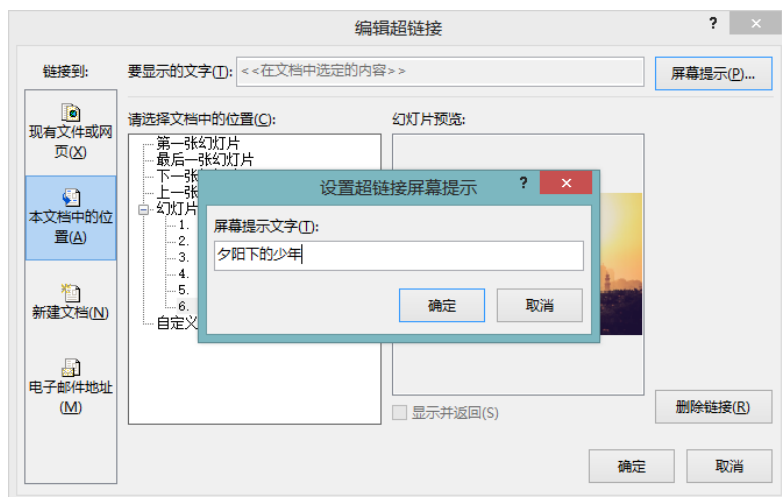 编辑超链接
? ×
链接到:
要显示的文字(T): <<在文档中选定的内容>>
屏幕提示(P)...
现有文件或网页(X)
本文档中的位置(A)
新建文档(N)
电子邮件地址(M)
请选择文档中的位置(C):
第一张幻灯片
最后一张幻灯片
下一张
上一张
幻灯片
1.
2.
3.
4.
5.
6.
自定义
幻灯片预览:
设置超链接屏幕提示
? ×
屏幕提示文字(T):
夕阳下的少年
确定
取消
显示并返回(S)
删除链接(R)
确定
取消